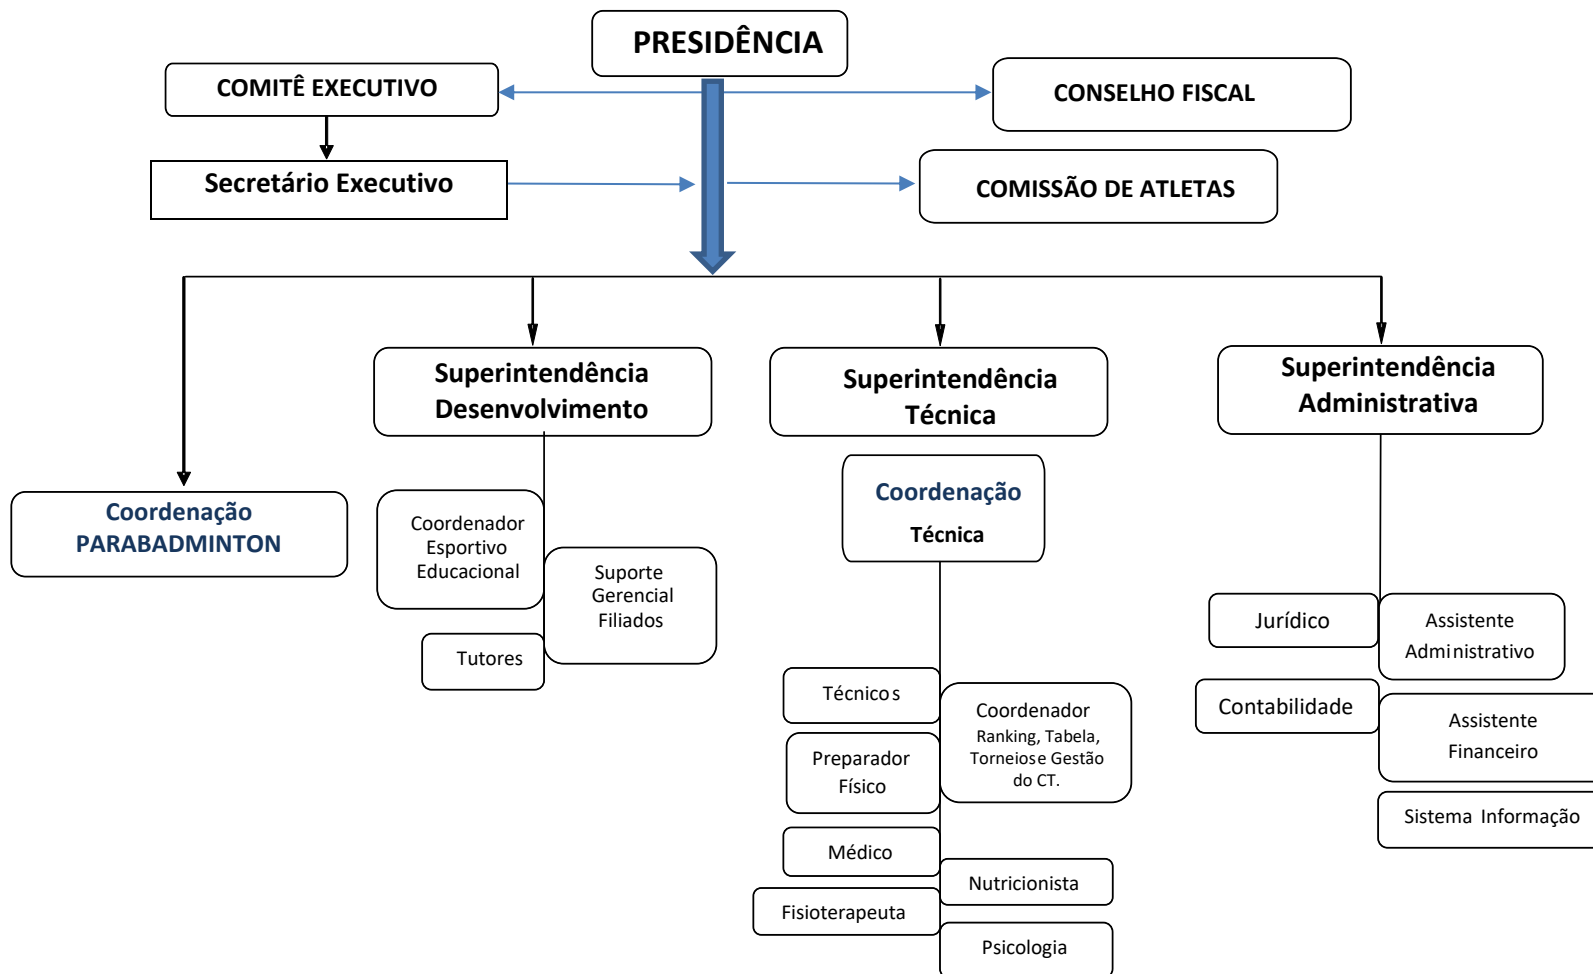 PRESIDÊNCIA
COMITÊ EXECUTIVO
CONSELHO FISCAL
Secretário Executivo
COMISSÃO DE ATLETAS
Superintendência
Desenvolvimento
Superintendência
Técnica
Superintendência
Administrativa
Coordenação
PARABADMINTON
Coordenador
Esportivo
Educacional
Suporte
Gerencial
Filiados
Tutores
Coordenação
Técnica
Técnicos
Coordenador
Ranking, Tabela,
Torneios e Gestão
do CT.
Preparador
Físico
Médico
Nutricionista
Fisioterapeuta
Psicologia
Jurídico
Assistente
Administrativo
Contabilidade
Assistente
Financeiro
Sistema Informação